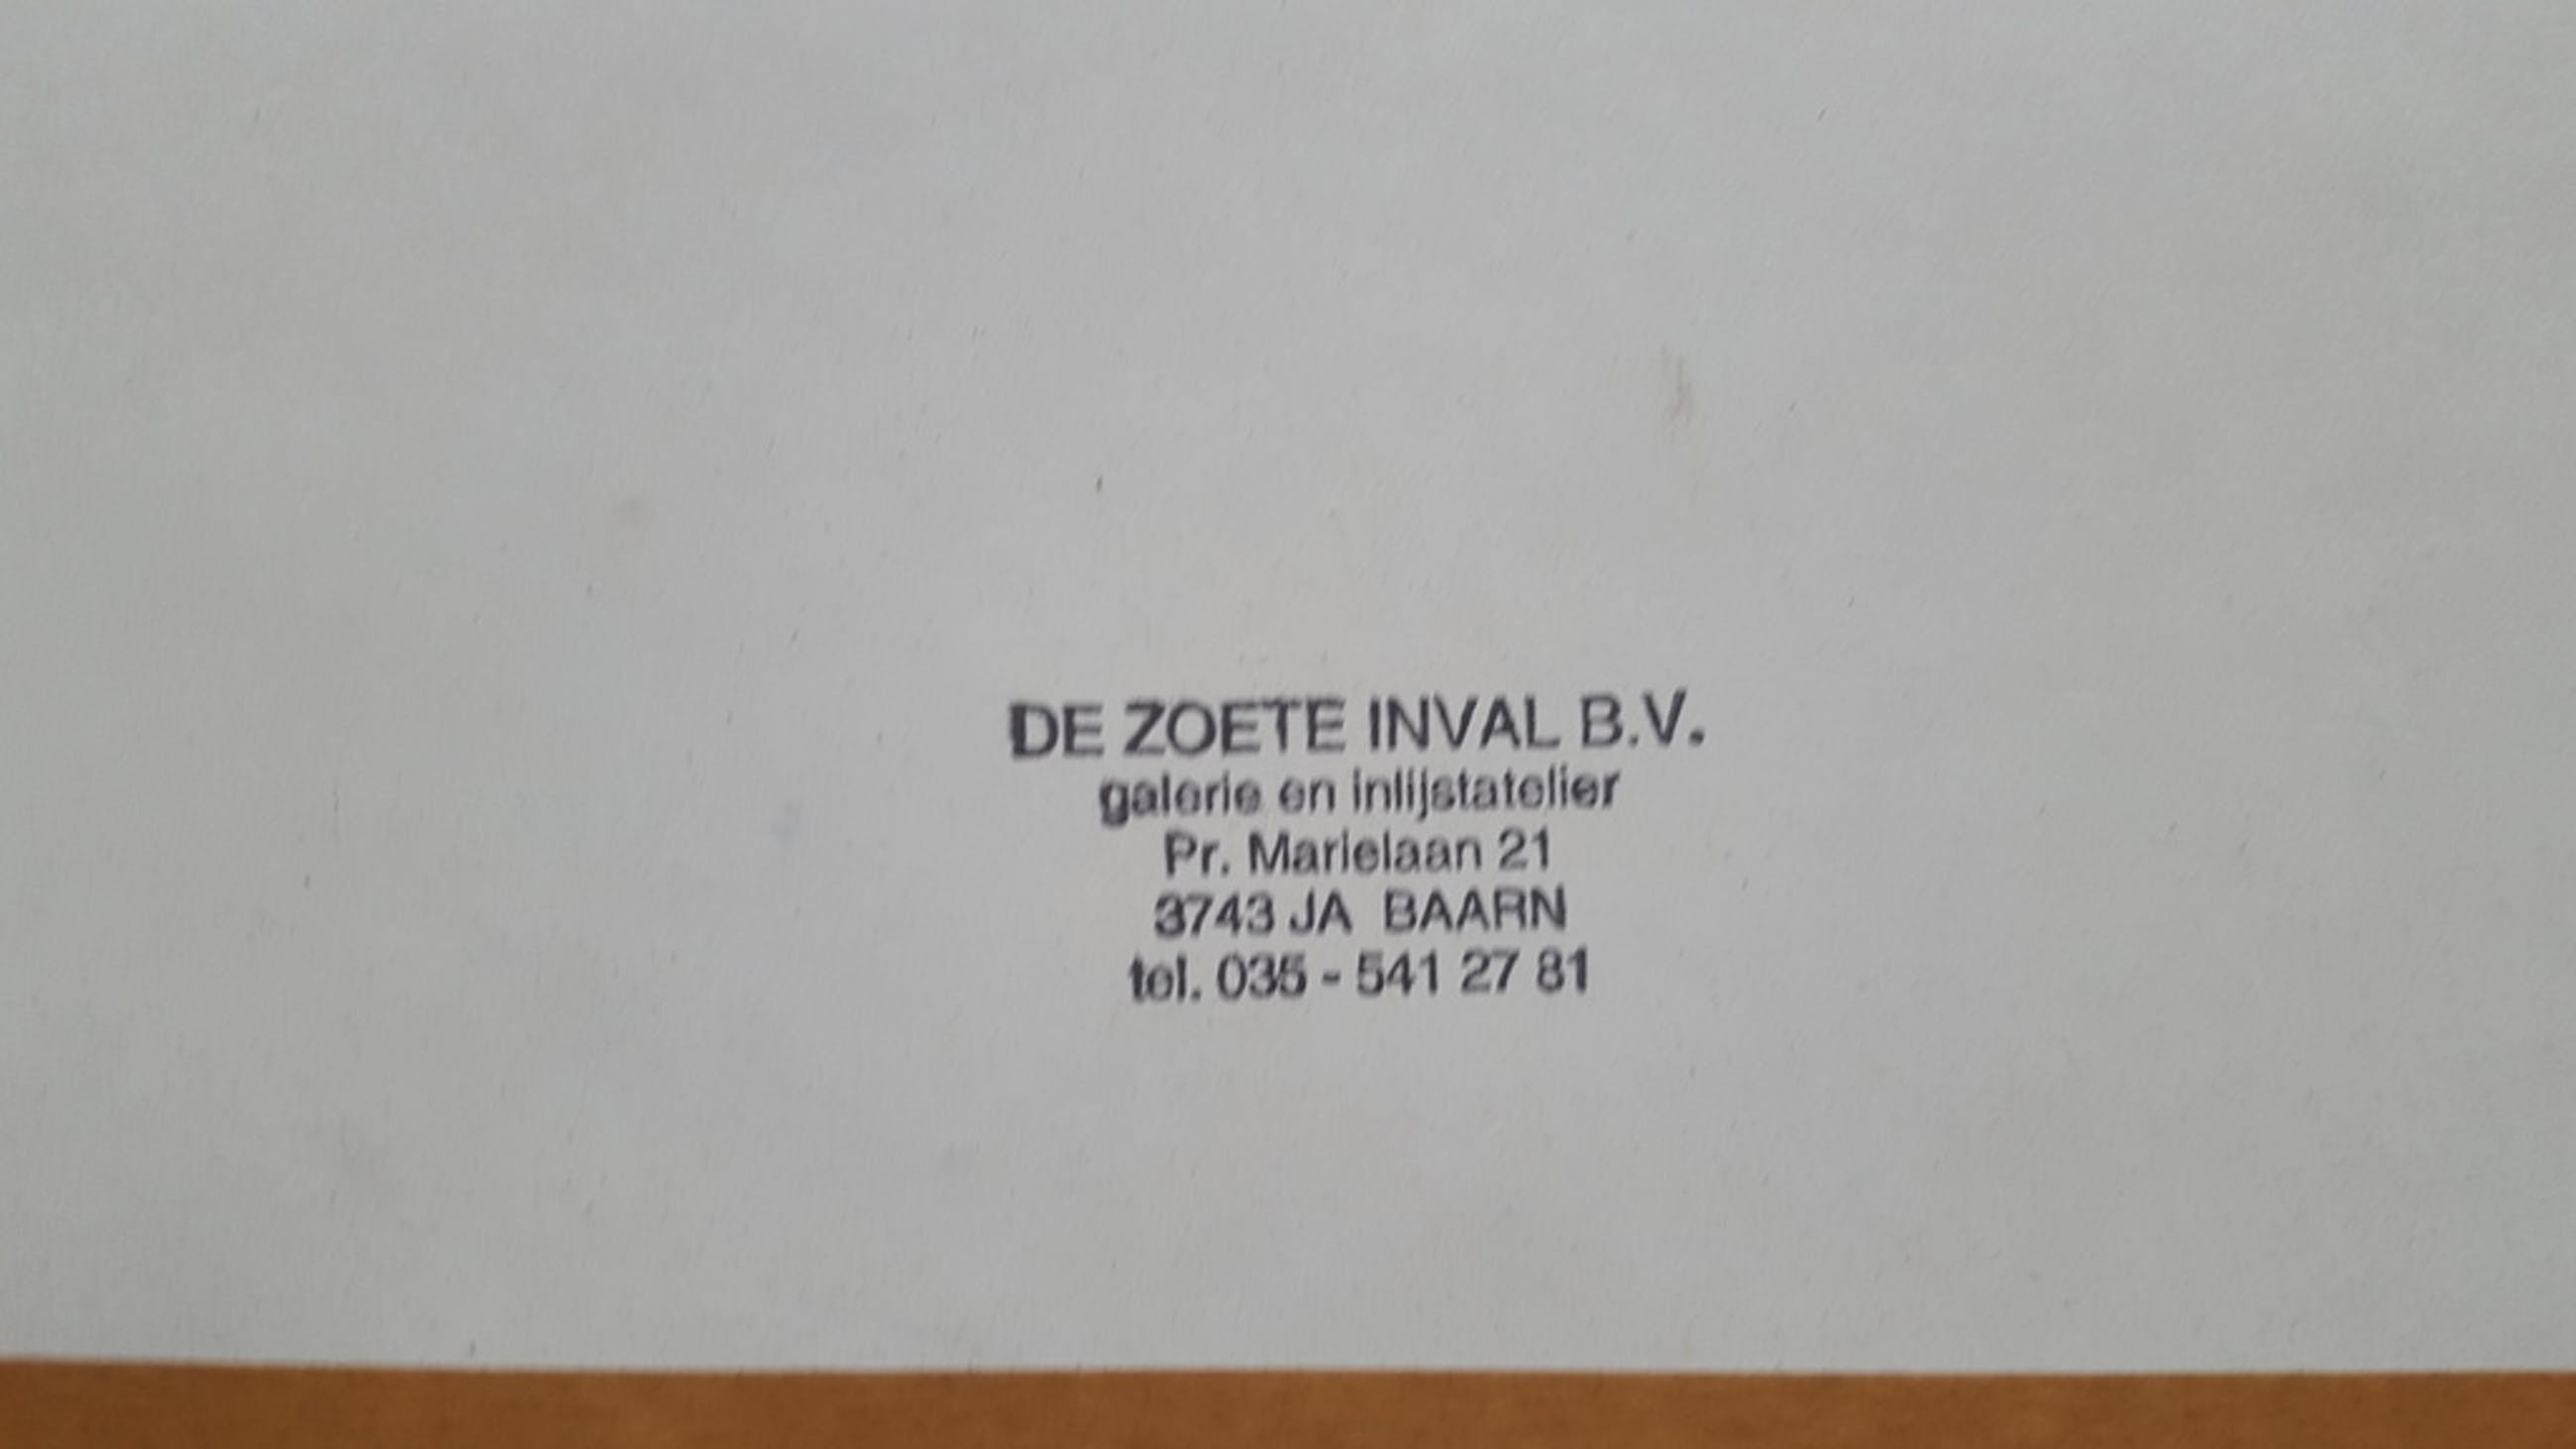 DE ZOETE INVAL B.V.
galerie en inlijstatelier
Pr. Marielaan 21
3743 JA BAARN
tel. 035 - 541 27 81